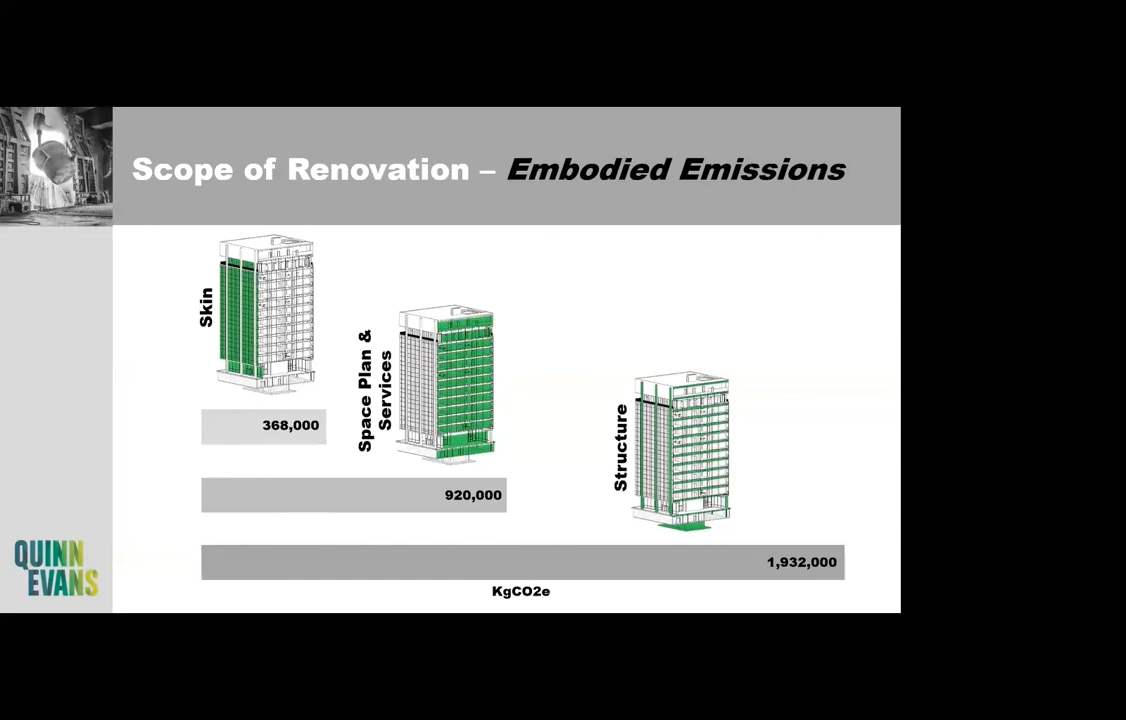 Scope of Renovation – Embodied Emissions
Skin
368,000
Space Plan &
Services
920,000
Structure
1,932,000
KgCO2e
QUINN
EVANS